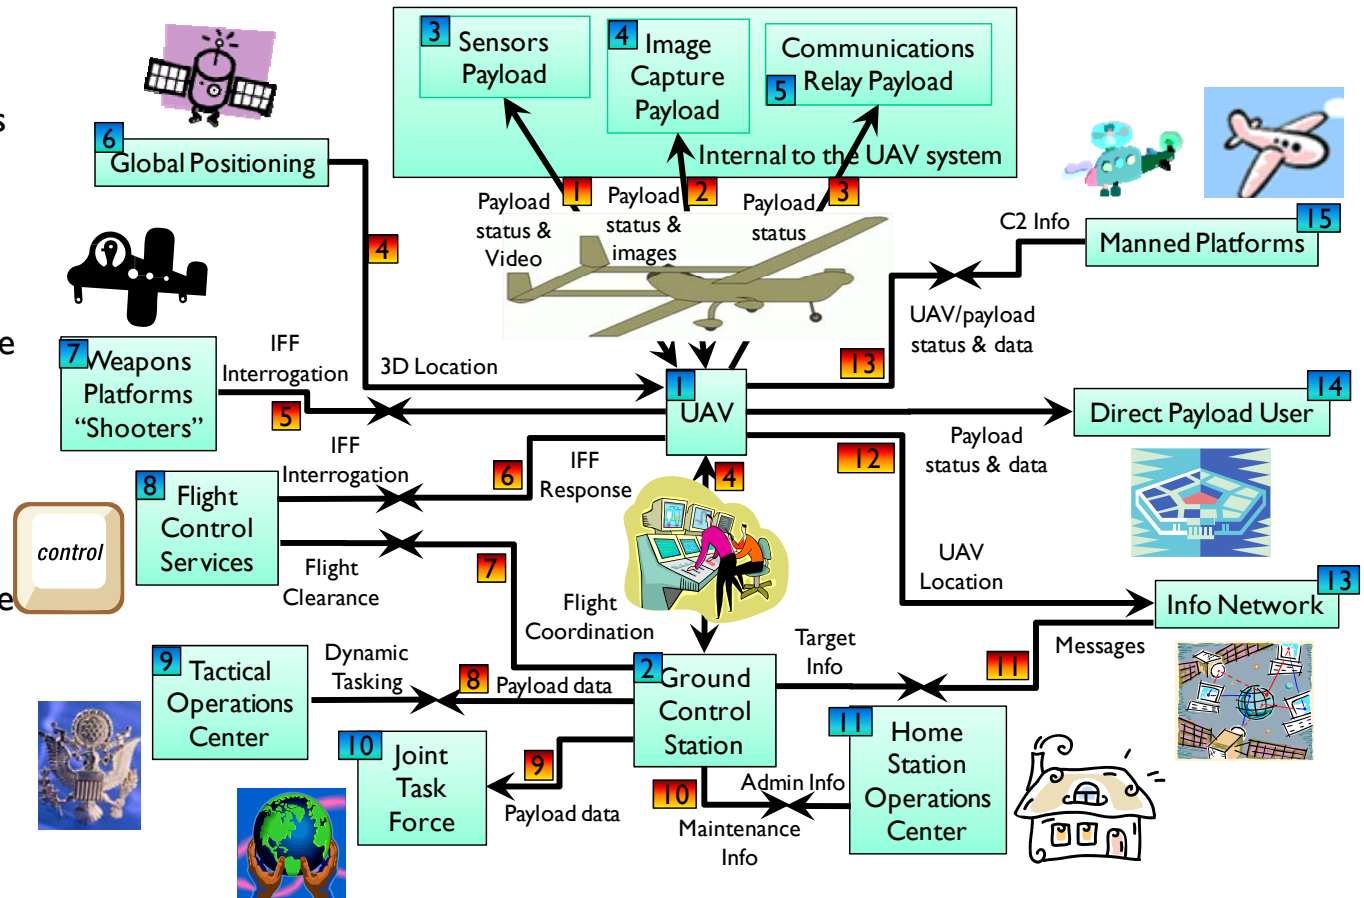 s
e
e
3
Sensors
Payload
4
Image
Capture
Payload
Communications
5
Relay Payload
Internal to the UAV system
6
Global Positioning
1
2
3
Payload
status &
Video
Payload
status &
images
Payload
status
4
3D Location
C2 Info
15
Manned Platforms
UAV/payload
status & data
13
7
Weapons
Platforms
“Shooters”
IFF
Interrogation
5
1
UAV
14
Direct Payload User
Payload
status & data
12
IFF
Interrogation
6
IFF
Response
4
8
Flight
Control
Services
control
Flight
Clearance
7
Flight
Coordination
UAV
Location
13
Info Network
Messages
11
Target
Info
9
Tactical
Operations
Center
Dynamic
Tasking
8
Payload data
2
Ground
Control
Station
10
Joint
Task
Force
9
Payload data
10
Admin Info
Maintenance
Info
11
Home
Station
Operations
Center